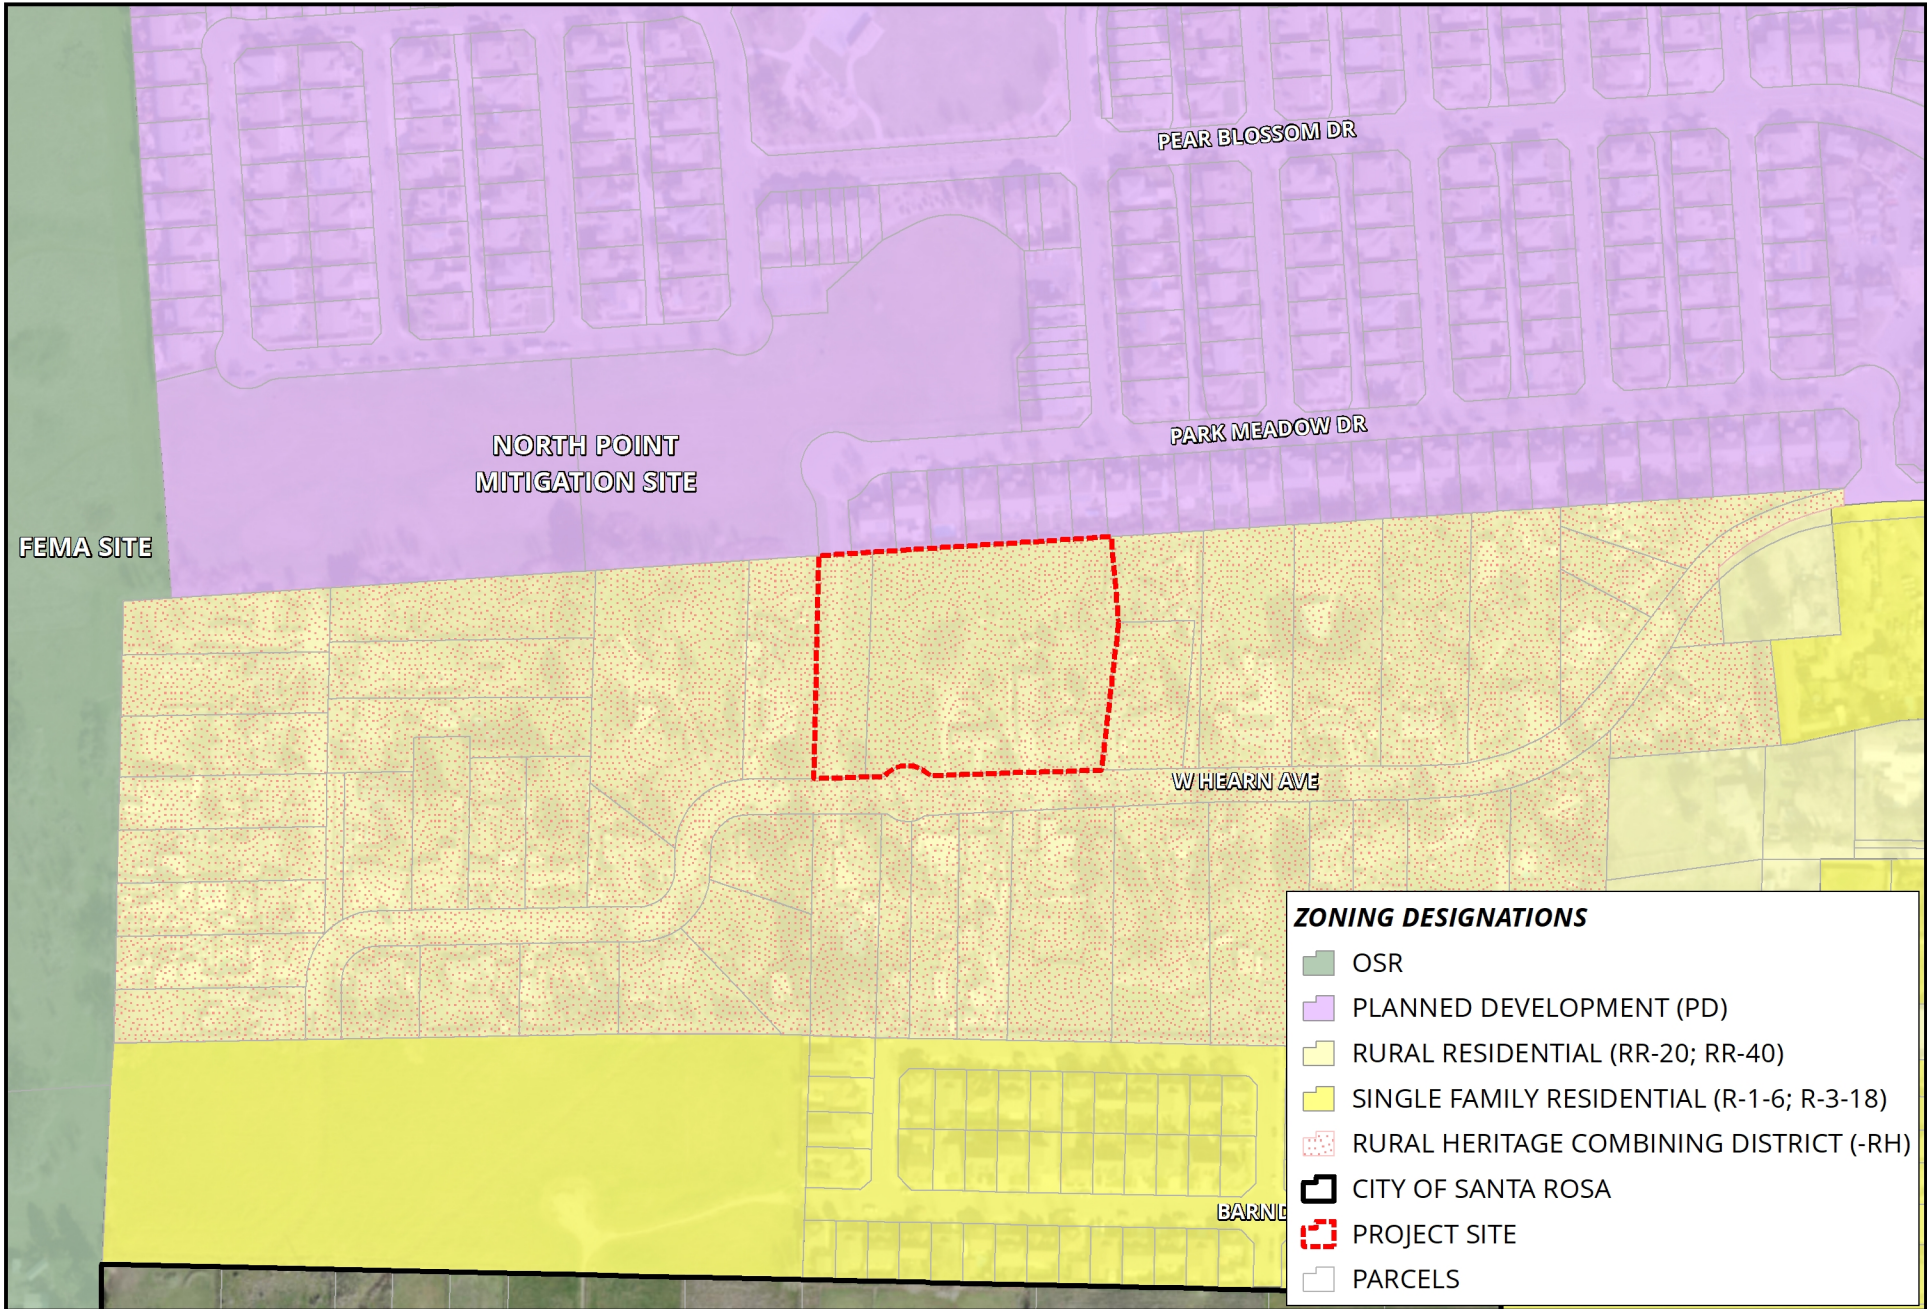 PEAR BLOSSOM DR
PARK MEADOW DR
NORTH POINT
MITIGATION SITE
FEMA SITE
W HEARN AVE
BARND
ZONING DESIGNATIONS
OSR
PLANNED DEVELOPMENT (PD)
RURAL RESIDENTIAL (RR-20; RR-40)
SINGLE FAMILY RESIDENTIAL (R-1-6; R-3-18)
RURAL HERITAGE COMBINING DISTRICT (-RH)
CITY OF SANTA ROSA
PROJECT SITE
PARCELS